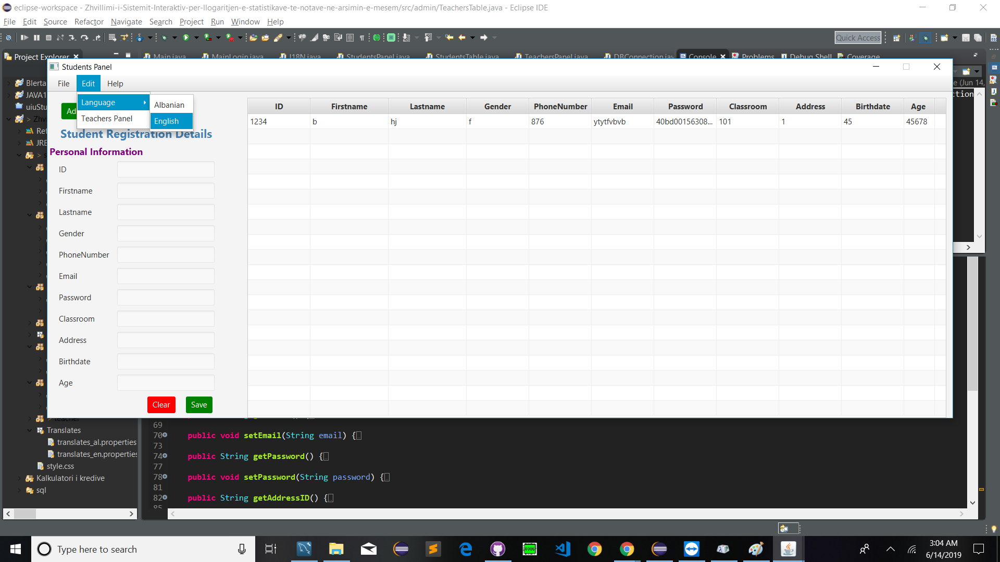 eclipse-workspace - Zhvillimi-i-Sistemit-Interaktiv-per-llogaritjen-e-statistikave-te-notave-ne-arsimin-e-mesem/src/admin/TeachersTable.java - Eclipse IDE
File Edit Source Refactor Navigate Search Project Run Window Help
Quick Access
Project Explorer Main.java MainLogin.java I18N.java StudentsPanel.java StudentsTable.java TeachersPanel.java DBConnection.jav Console Problems Debug Shell Coverage
Students Panel
File Edit Help
Blerta
e (Jun 14,
JAVA1
ction
Language
Albanian
uiuStu
Ad
Teachers Panel
English
> Zhv
Ref
JRE
Student Registration Details
Personal Information
ID
Firstname
Lastname
Gender
PhoneNumber
Email
Password
Classroom
Address
Birthdate
Age
Clear Save
ID Firstname Lastname Gender PhoneNumber Email Password Classroom Address Birthdate Age
1234 b hj f 876 ytytfvbvb 40bd00156308... 101 1 45 45678
> teacher
Translates
translates_al.properties
translates_en.properties
style.css
Kalkulatori i kredive
sql
69
70 public void setEmail(String email) {
73
74 public String getPassword() {
77
78 public void setPassword(String password) {
81
82 public String getAddressID() {
85
Type here to search
3:04 AM
6/14/2019